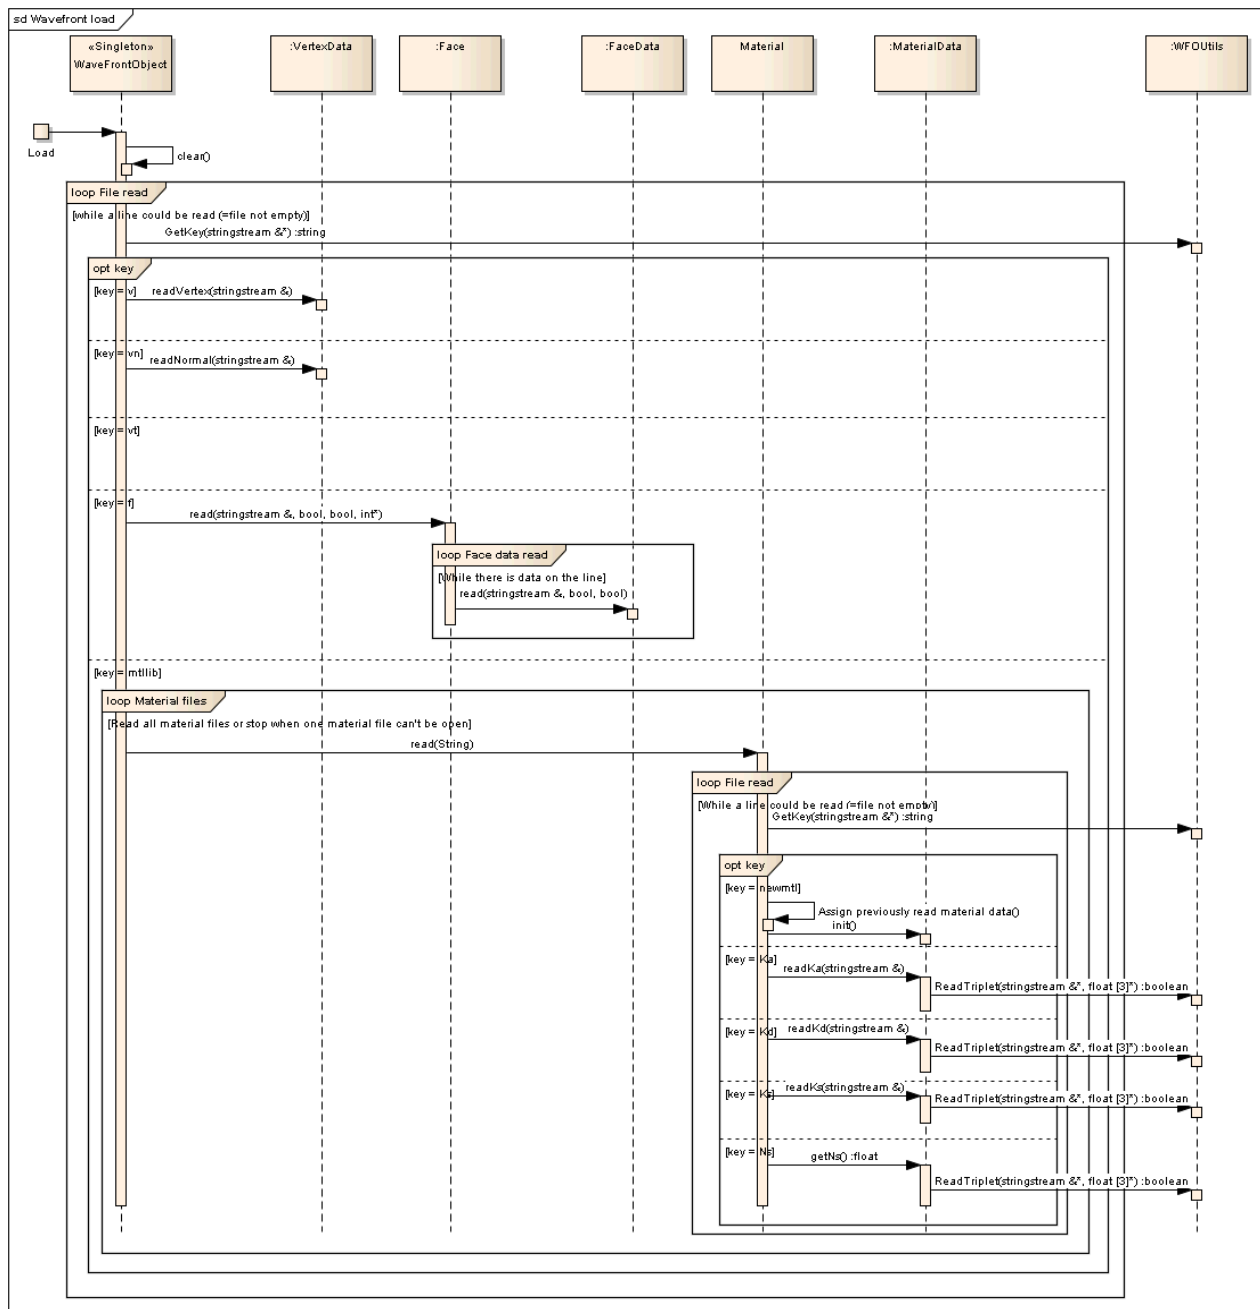 sd Wavefront load
«Singleton»
WaveFrontObject
:VertexData
:Face
:FaceData
Material
:MaterialData
:WFOUtils
Load
clear()
loop File read
[while a line could be read (=file not empty)]
GetKey(stringstream &*) :string
opt key
[key = v]
readVertex(stringstream &)
[key = vn]
readNormal(stringstream &)
[key = vt]
[key = f]
read(stringstream &, bool, bool, int*)
loop Face data read
[While there is data on the line]
read(stringstream &, bool, bool)
[key = mtllib]
loop Material files
[Read all material files or stop when one material file can't be open]
read(String)
loop File read
[While a line could be read (=file not empty)]
GetKey(stringstream &*) :string
opt key
[key = newmtl]
Assign previously read material data()
init()
[key = Ka]
readKa(stringstream &)
ReadTriplet(stringstream &*, float [3]*) :boolean
[key = Kd]
readKd(stringstream &)
ReadTriplet(stringstream &*, float [3]*) :boolean
[key = Ks]
readKs(stringstream &)
ReadTriplet(stringstream &*, float [3]*) :boolean
[key = Ns]
getNs() :float
ReadTriplet(stringstream &*, float [3]*) :boolean